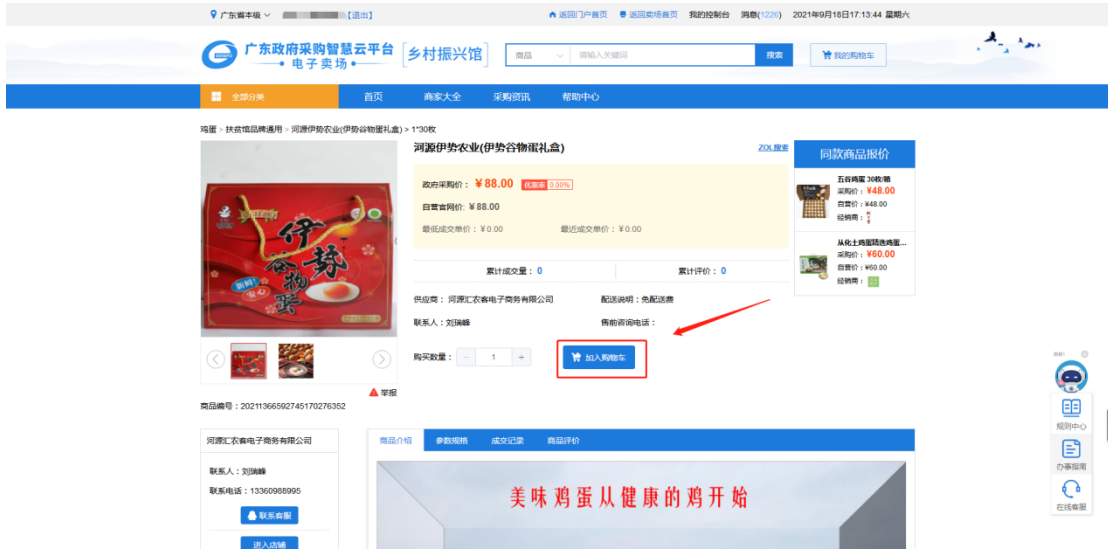 广东省本级
【退出】
返回门户首页
返回卖场首页
我的控制台
消息(1226)
2021年9月18日17:13:44 星期六
广东政府采购智慧云平台
电子卖场
乡村振兴馆
商品
请输入关键词
搜索
我的购物车
全部分类
首页
商家大全
采购资讯
帮助中心
鸡蛋 > 扶贫馆品牌通用 > 河源伊势农业(伊势谷物蛋礼盒) > 1*30枚
河源伊势农业(伊势谷物蛋礼盒)
ZOL搜索
政府采购价： ¥88.00 优惠率 0.00%
自营官网价: ¥88.00
最低成交单价：¥0.00
最近成交单价：¥0.00
累计成交量：0
累计评价：0
供应商： 河源汇农客电子商务有限公司
配送说明：免配送费
联系人：刘瑞峰
售前咨询电话：
购买数量：
− 1 +
加入购物车
伊势
谷物蛋
新鲜
安心
举报
商品编号：20211366592745170276352
同款商品报价
五谷鸡蛋 30枚/箱
采购价：¥48.00
自营价：¥48.00
经销商：
从化土鸡蛋精选鸡蛋...
采购价：¥60.00
自营价：¥60.00
经销商：
河源汇农客电子商务有限公司
联系人：刘瑞峰
联系电话：13360988995
联系客服
进入店铺
商品介绍
参数规格
成交记录
商品评价
美味鸡蛋从健康的鸡开始
规则中心
办事指南
在线客服